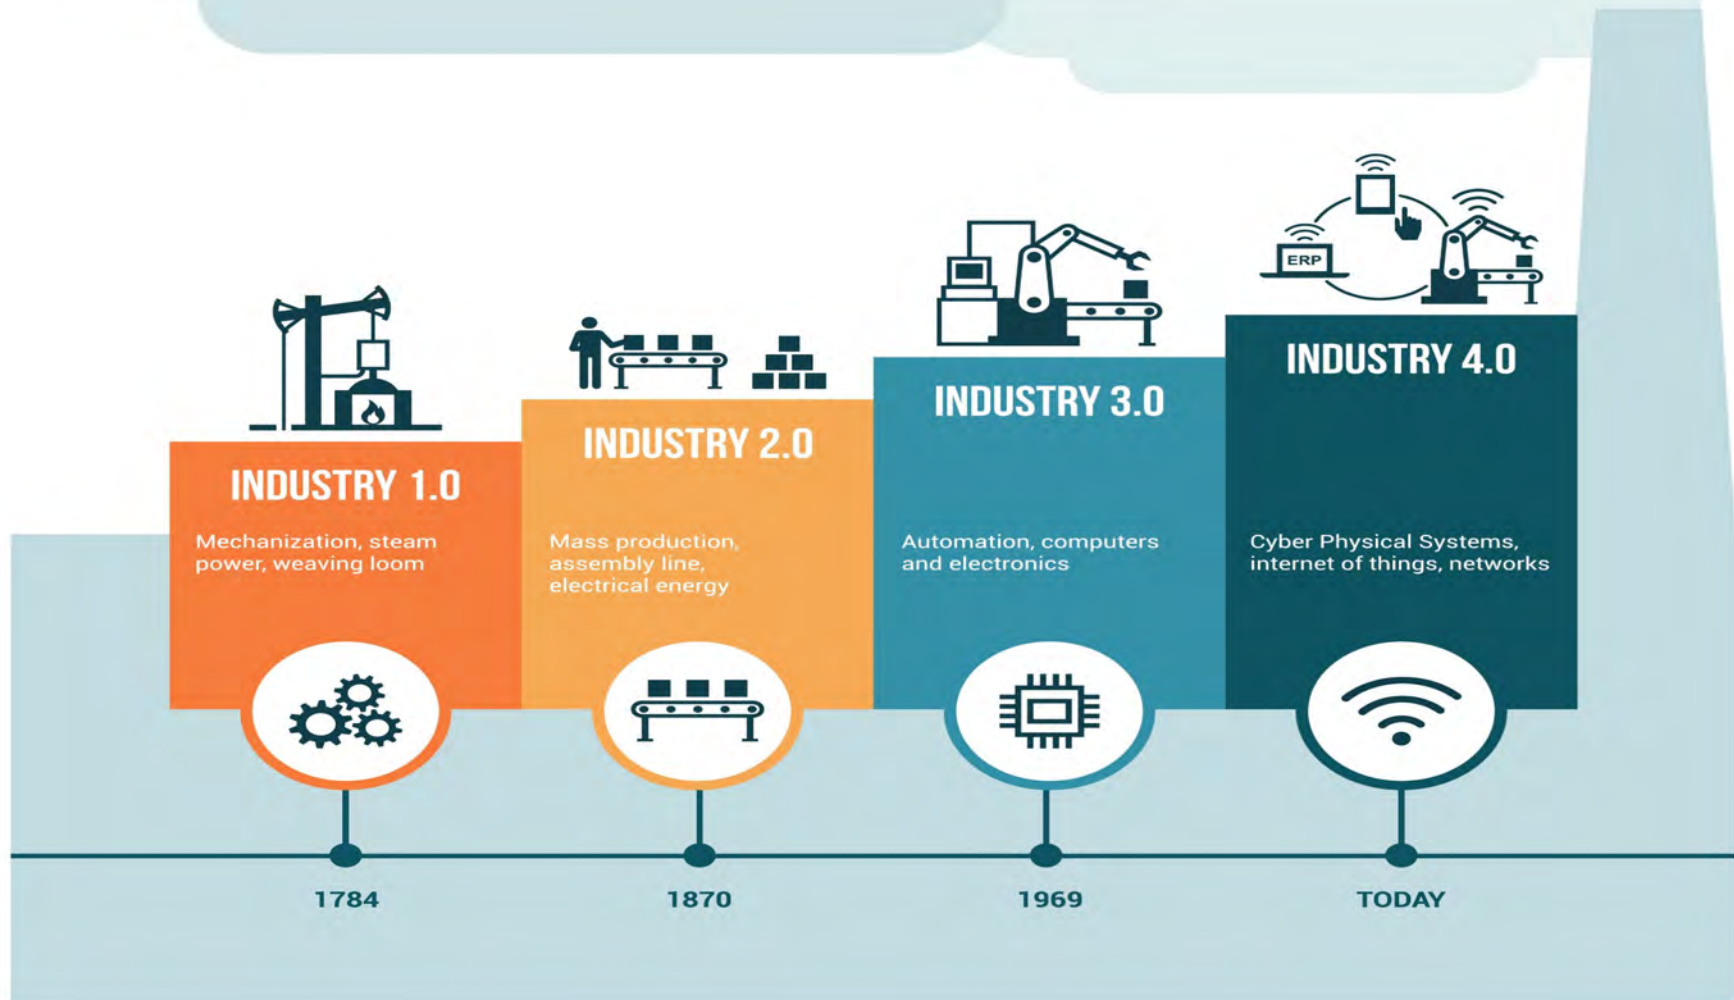 ERP
INDUSTRY 1.0
Mechanization, steam
power, weaving loom
INDUSTRY 2.0
Mass production,
assembly line,
electrical energy
INDUSTRY 3.0
Automation, computers
and electronics
INDUSTRY 4.0
Cyber Physical Systems,
internet of things, networks
1784
1870
1969
TODAY